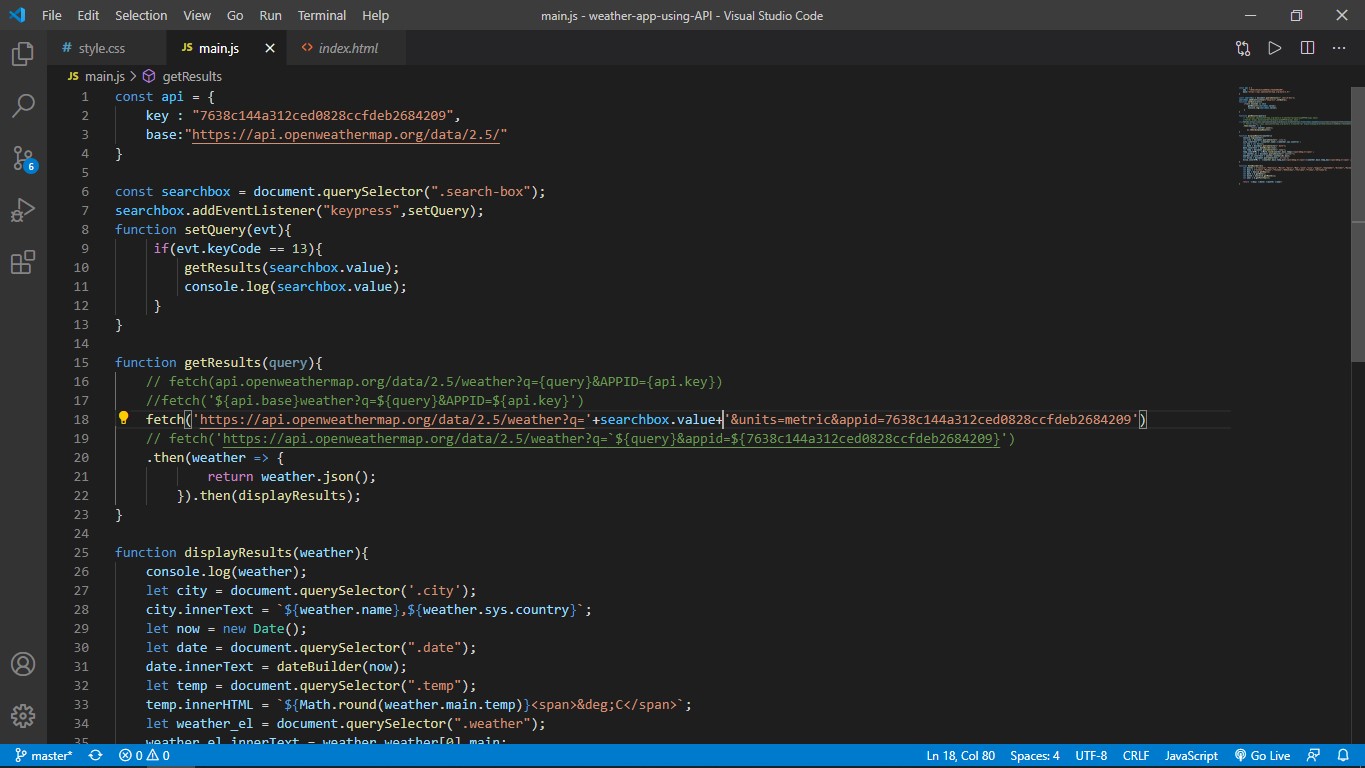 File Edit Selection View Go Run Terminal Help main.js - weather-app-using-API - Visual Studio Code
# style.css JS main.js <> index.html
JS main.js > getResults
1 const api = {
2 key : "7638c144a312ced0828ccfdeb2684209",
3 base:"https://api.openweathermap.org/data/2.5/"
4 }
5
6 const searchbox = document.querySelector(".search-box");
7 searchbox.addEventListener("keypress",setQuery);
8 function setQuery(evt){
9 if(evt.keyCode == 13){
10 getResults(searchbox.value);
11 console.log(searchbox.value);
12 }
13 }
14
15 function getResults(query){
16 // fetch(api.openweathermap.org/data/2.5/weather?q={query}&APPID={api.key})
17 //fetch('${api.base}weather?q=${query}&APPID=${api.key}')
18 fetch('https://api.openweathermap.org/data/2.5/weather?q='+searchbox.value+'&units=metric&appid=7638c144a312ced0828ccfdeb2684209')
19 // fetch('https://api.openweathermap.org/data/2.5/weather?q=`${query}&appid=${7638c144a312ced0828ccfdeb2684209}')
20 .then(weather => {
21 return weather.json();
22 }).then(displayResults);
23 }
24
25 function displayResults(weather){
26 console.log(weather);
27 let city = document.querySelector('.city');
28 city.innerText = `${weather.name},${weather.sys.country}`;
29 let now = new Date();
30 let date = document.querySelector(".date");
31 date.innerText = dateBuilder(now);
32 let temp = document.querySelector(".temp");
33 temp.innerHTML = `${Math.round(weather.main.temp)}<span>&deg;C</span>`;
34 let weather_el = document.querySelector(".weather");
35 weather_el.innerText = weather.weather[0].main;
6
master* 0 0 Ln 18, Col 80 Spaces: 4 UTF-8 CRLF JavaScript Go Live